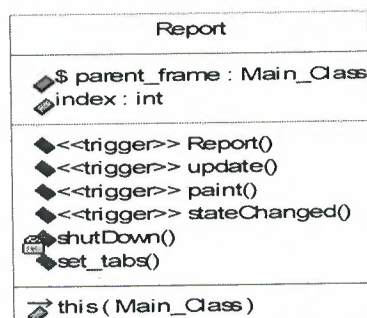 Report
$ parent_frame : Main_Class
index : int
<<trigger>> Report()
<<trigger>> update()
<<trigger>> paint()
<<trigger>> stateChanged()
shutDown()
set_tabs()
this ( Main_Class )